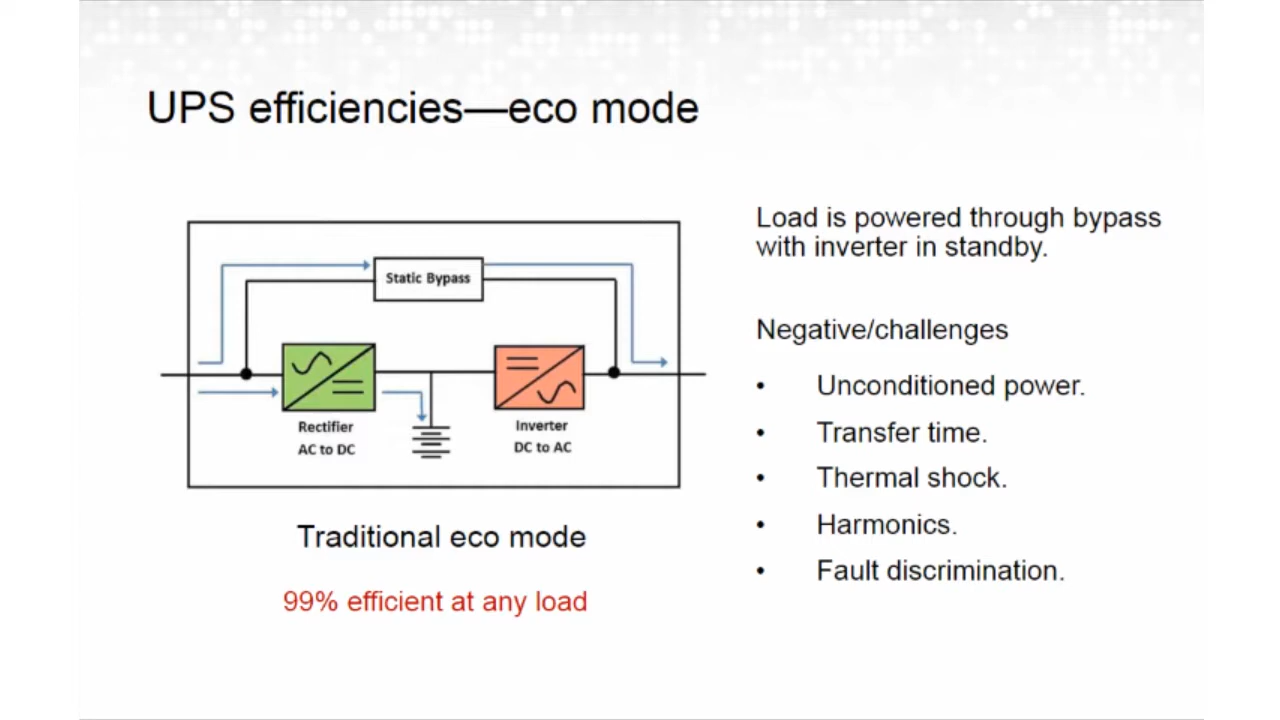 UPS efficiencies—eco mode
Static Bypass
Rectifier
AC to DC
Inverter
DC to AC
Traditional eco mode
99% efficient at any load
Load is powered through bypass
with inverter in standby.
Negative/challenges
• Unconditioned power.
• Transfer time.
• Thermal shock.
• Harmonics.
• Fault discrimination.